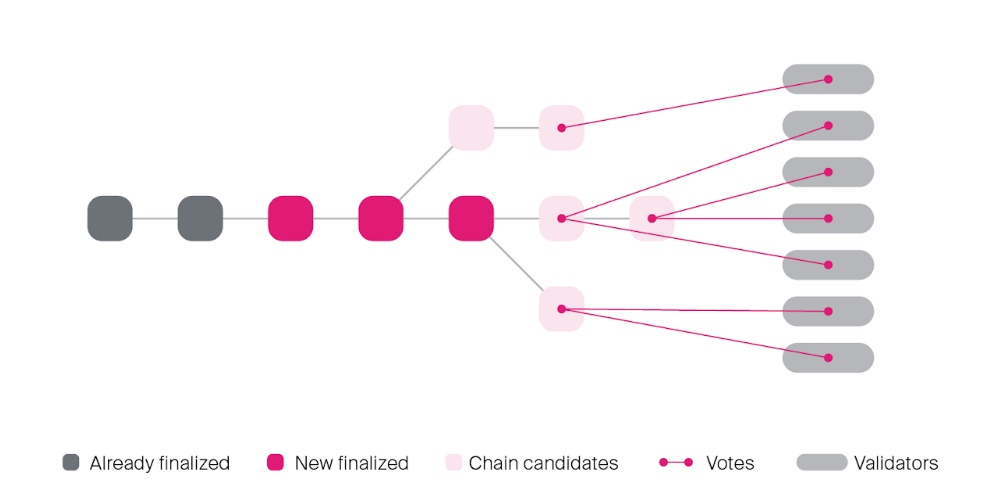 Already finalized New finalized Chain candidates Votes Validators